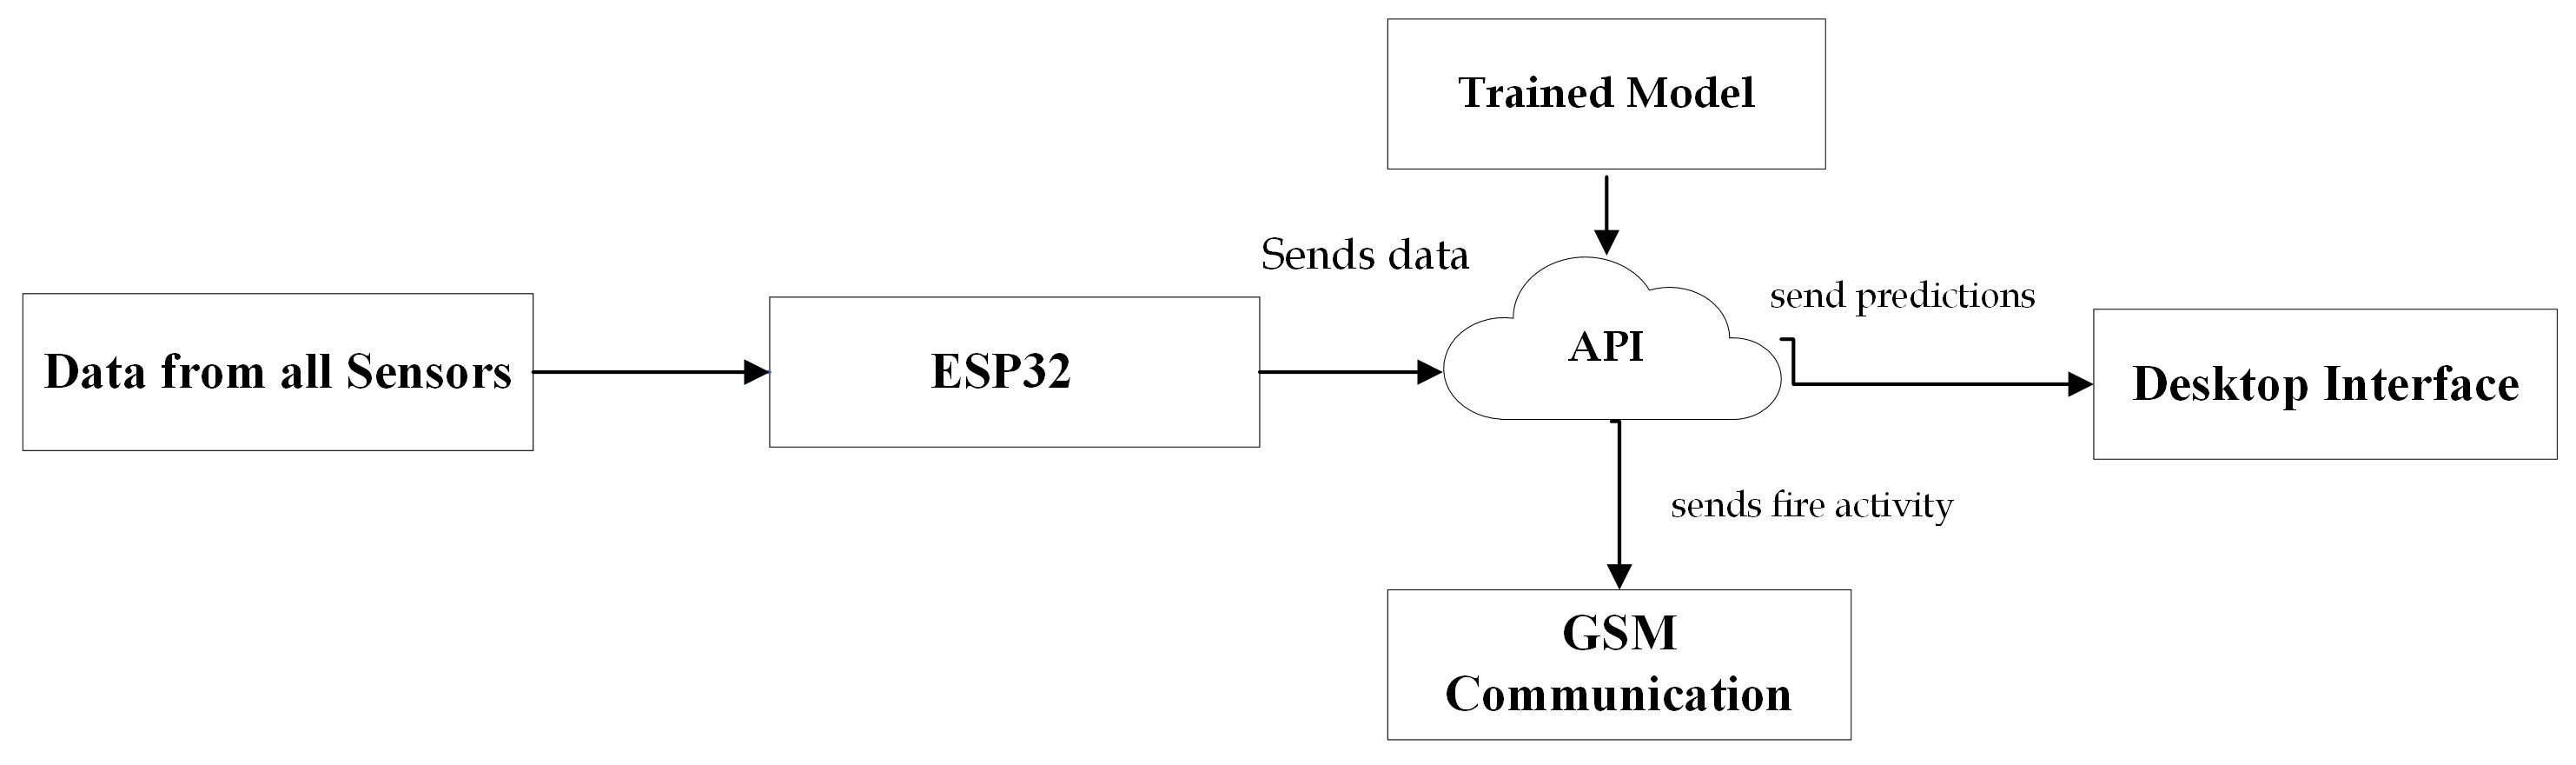 Trained Model
Sends data
send predictions
Data from all Sensors
ESP32
API
Desktop Interface
sends fire activity
GSM
Communication